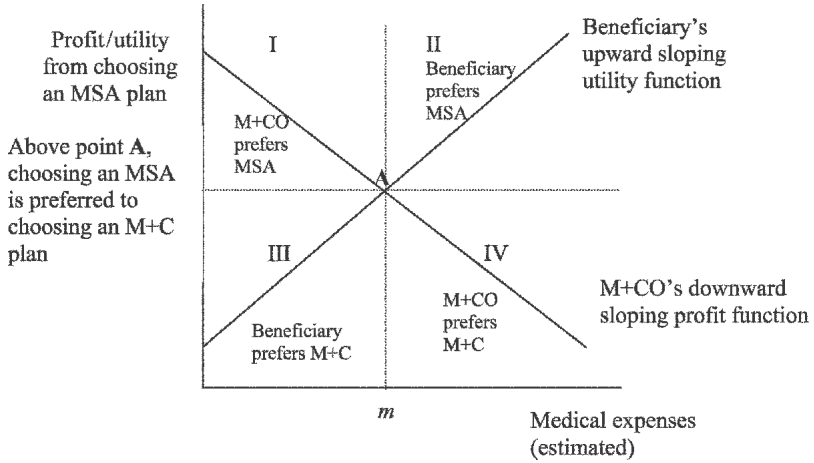 Profit/utility
from choosing
an MSA plan
Above point A,
choosing an MSA
is preferred to
choosing an M+C
plan
I
M+CO
prefers
MSA
II
Beneficiary
prefers
MSA
Beneficiary's
upward sloping
utility function
A
III
Beneficiary
prefers M+C
IV
M+CO
prefers
M+C
M+CO's downward
sloping profit function
m
Medical expenses
(estimated)